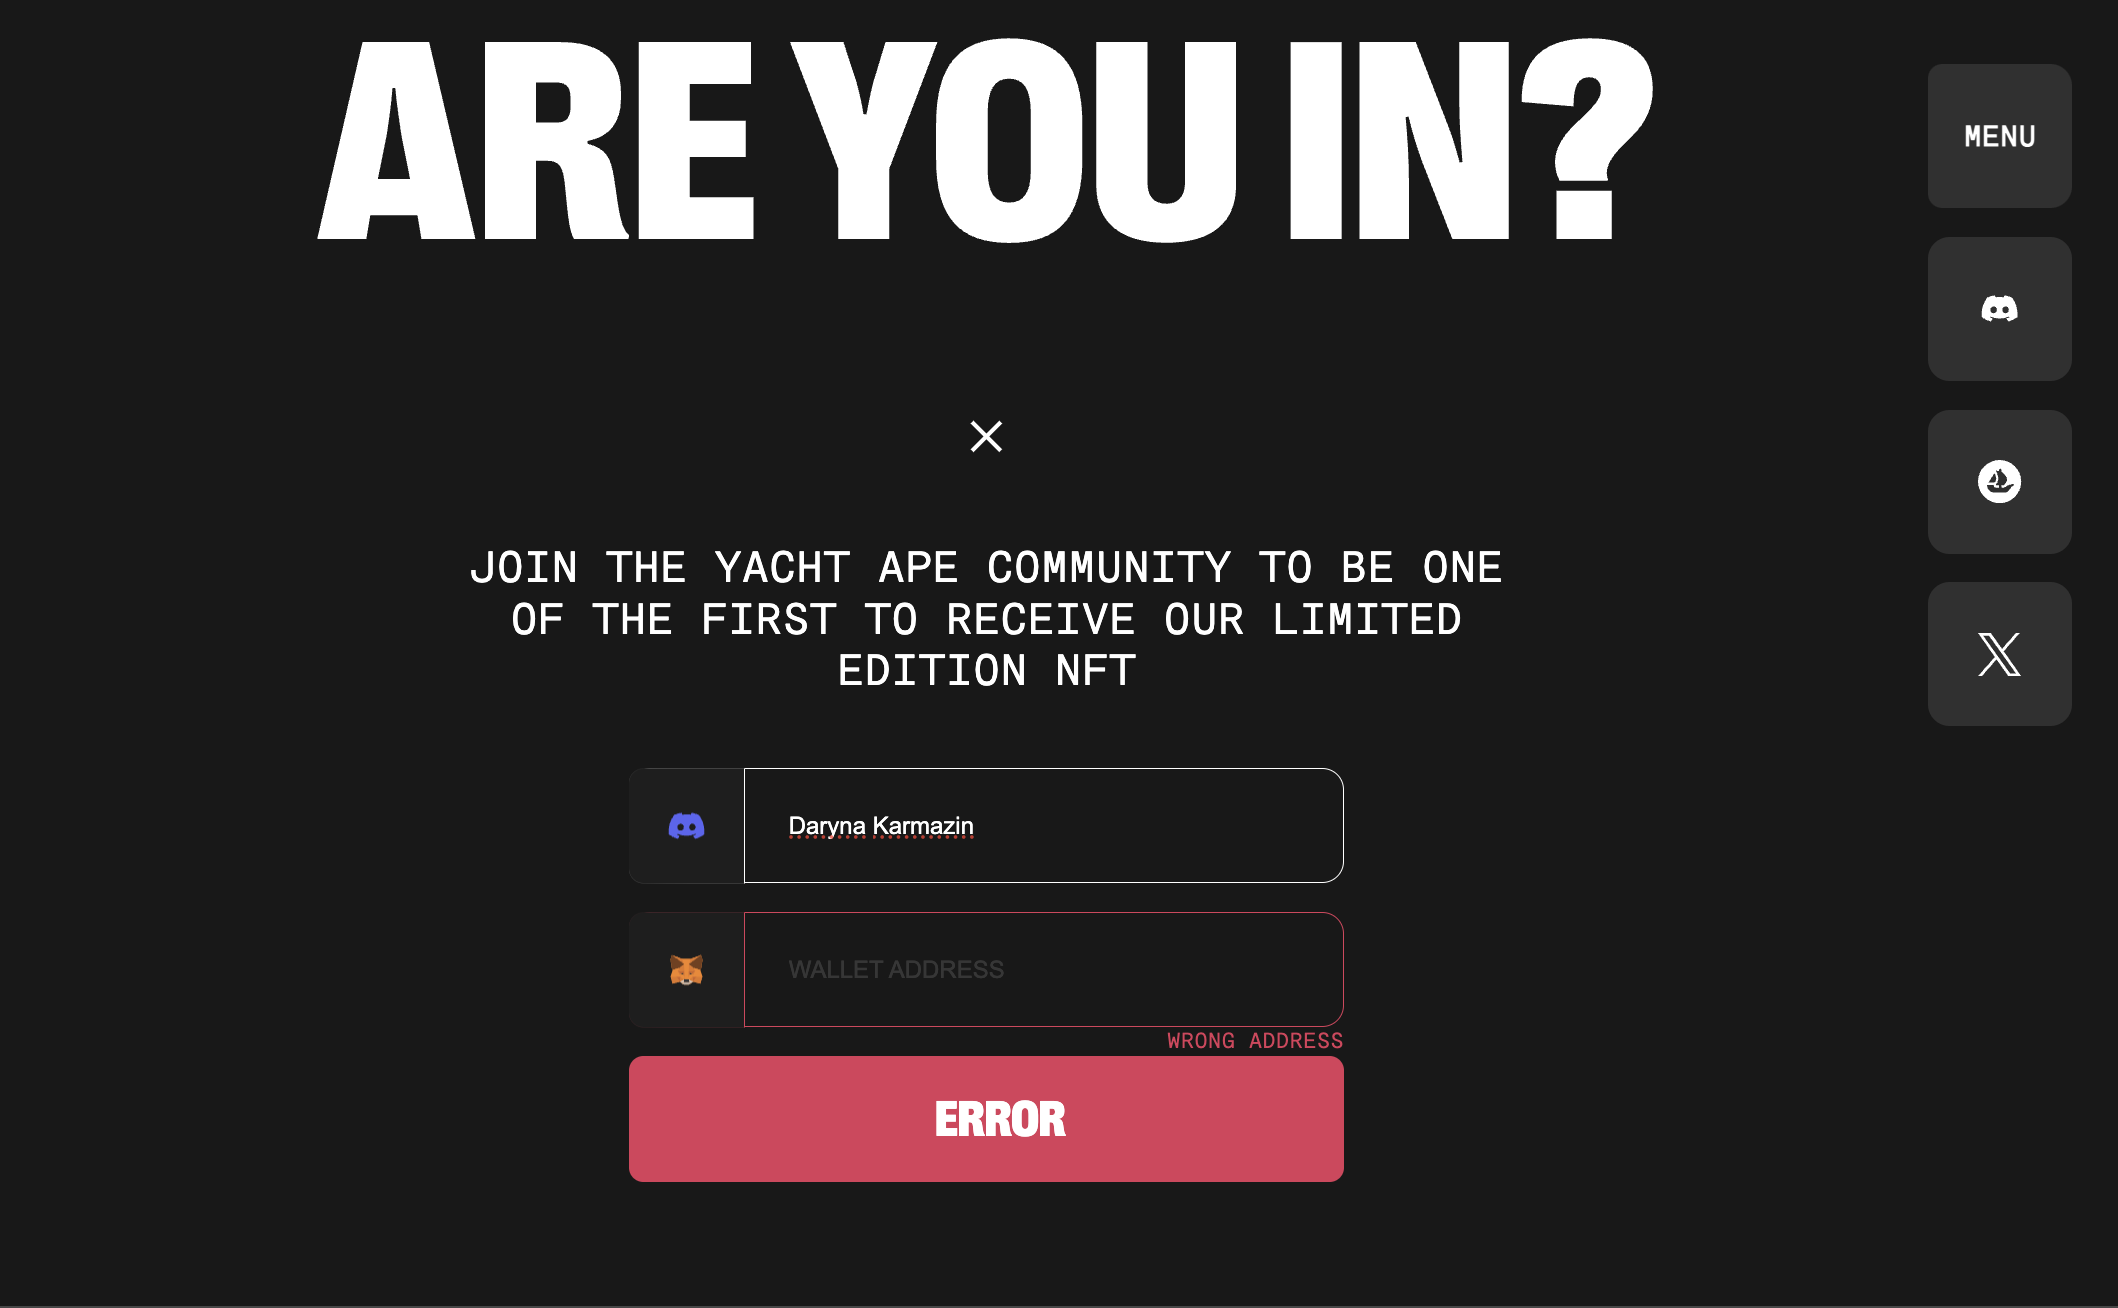 ARE YOU IN?
MENU
JOIN THE YACHT APE COMMUNITY TO BE ONE
OF THE FIRST TO RECEIVE OUR LIMITED
EDITION NFT
Daryna Karmazin
WALLET ADDRESS
WRONG ADDRESS
ERROR